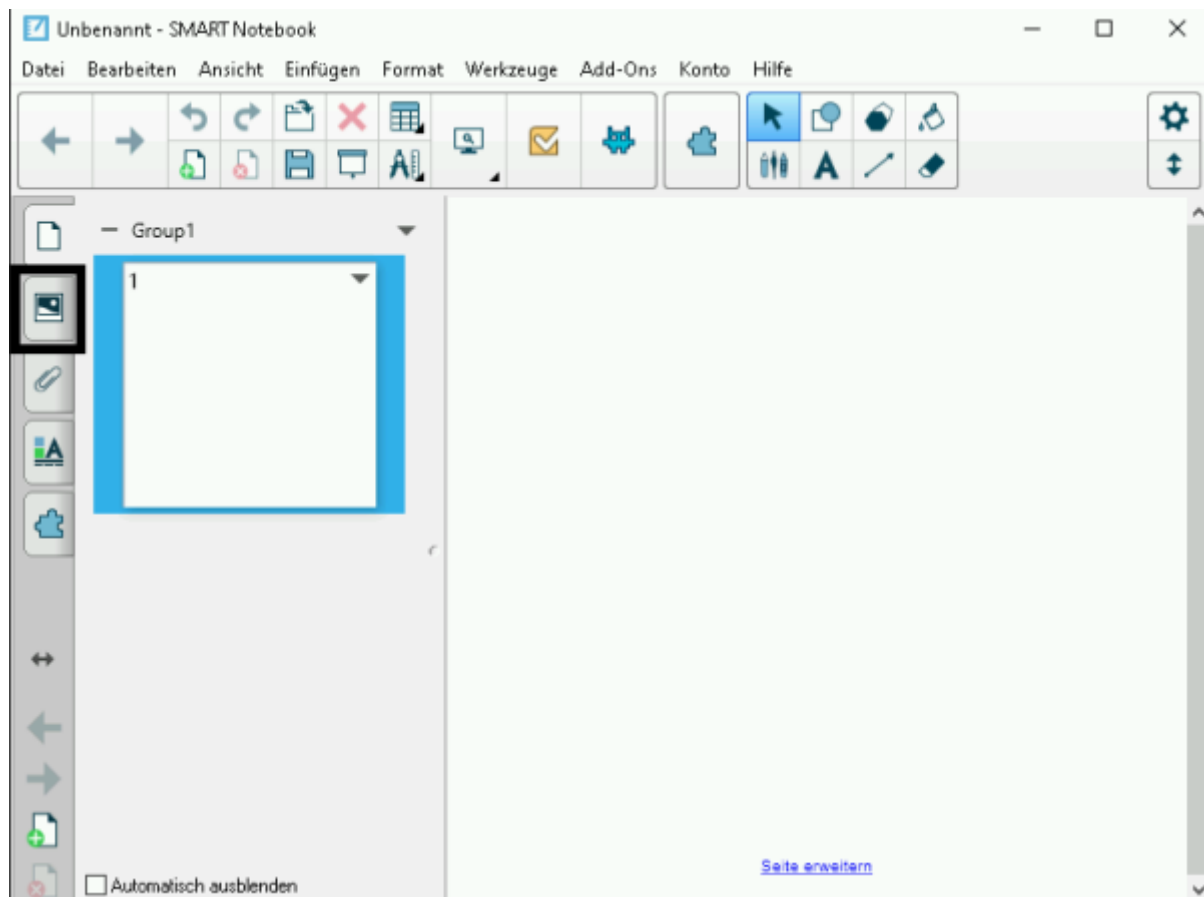 Unbenannt - SMART Notebook
Datei Bearbeiten Ansicht Einfügen Format Werkzeuge Add-Ons Konto Hilfe
Group1
1
Seite erweitern
Automatisch ausblenden